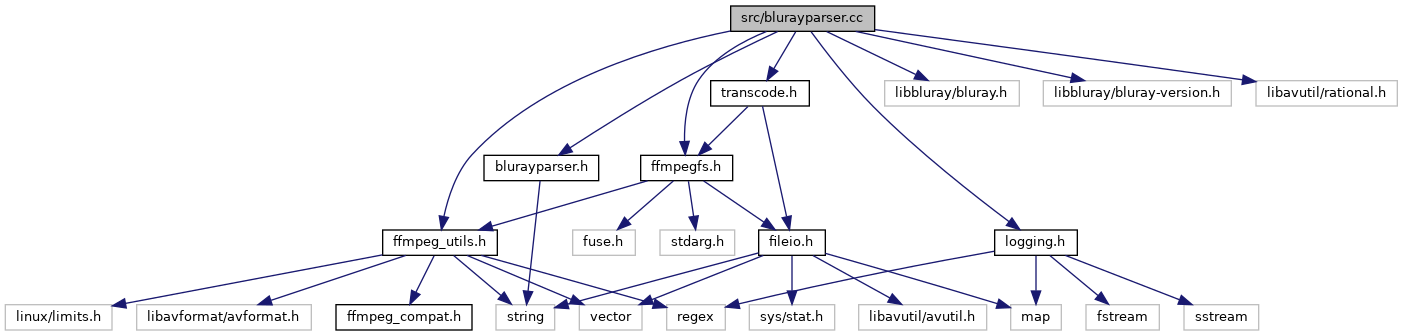 src/blurayparser.cc
transcode.h
libbluray/bluray.h
libbluray/bluray-version.h
libavutil/rational.h
blurayparser.h
ffmpegfs.h
ffmpeg_utils.h
fuse.h
stdarg.h
fileio.h
logging.h
linux/limits.h
libavformat/avformat.h
ffmpeg_compat.h
string
vector
regex
sys/stat.h
libavutil/avutil.h
map
fstream
sstream